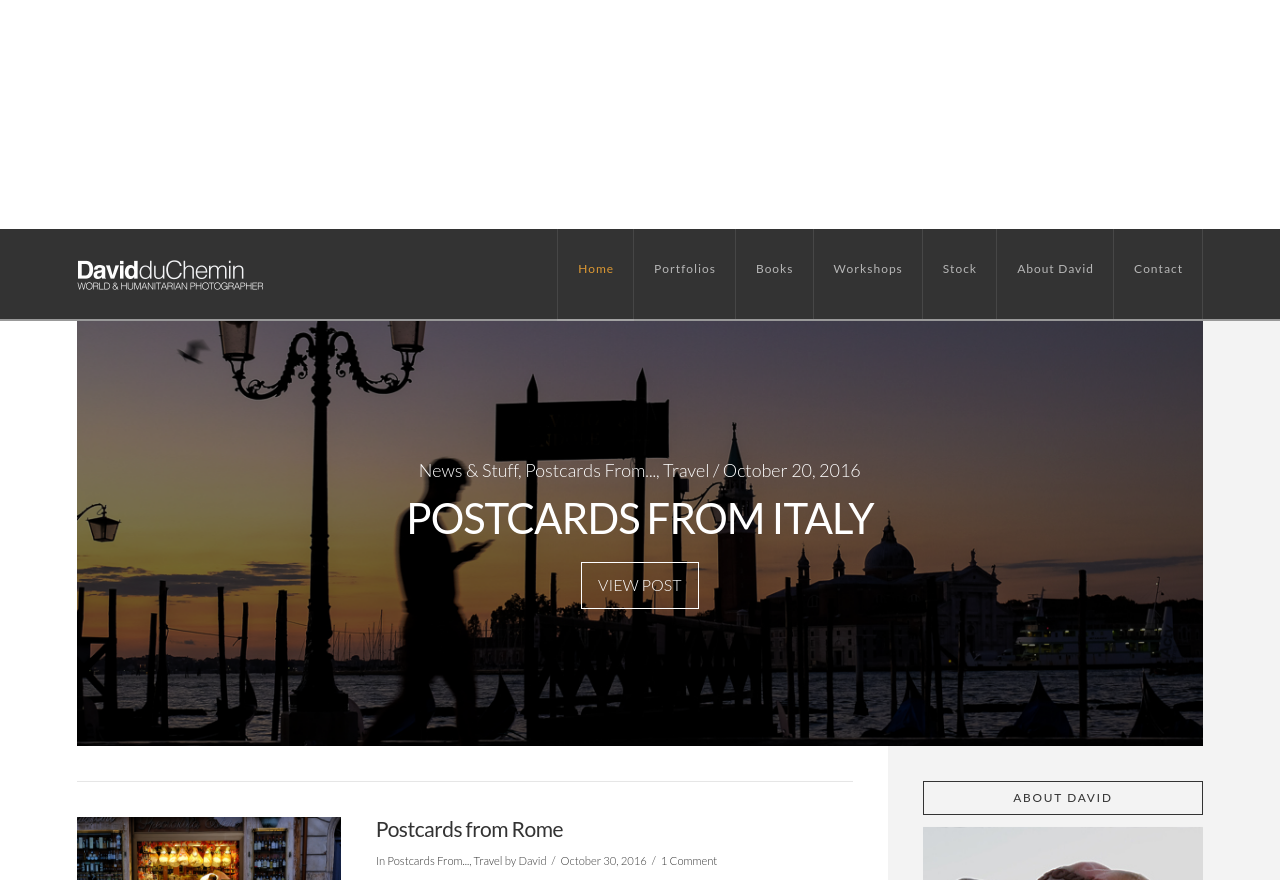 DavidduChemin
WORLD & HUMANITARIAN PHOTOGRAPHER
Home
Portfolios
Books
Workshops
Stock
About David
Contact
News & Stuff, Postcards From..., Travel / October 20, 2016
POSTCARDS FROM ITALY
VIEW POST
ABOUT DAVID
Postcards from Rome
In Postcards From..., Travel by David / October 30, 2016 / 1 Comment